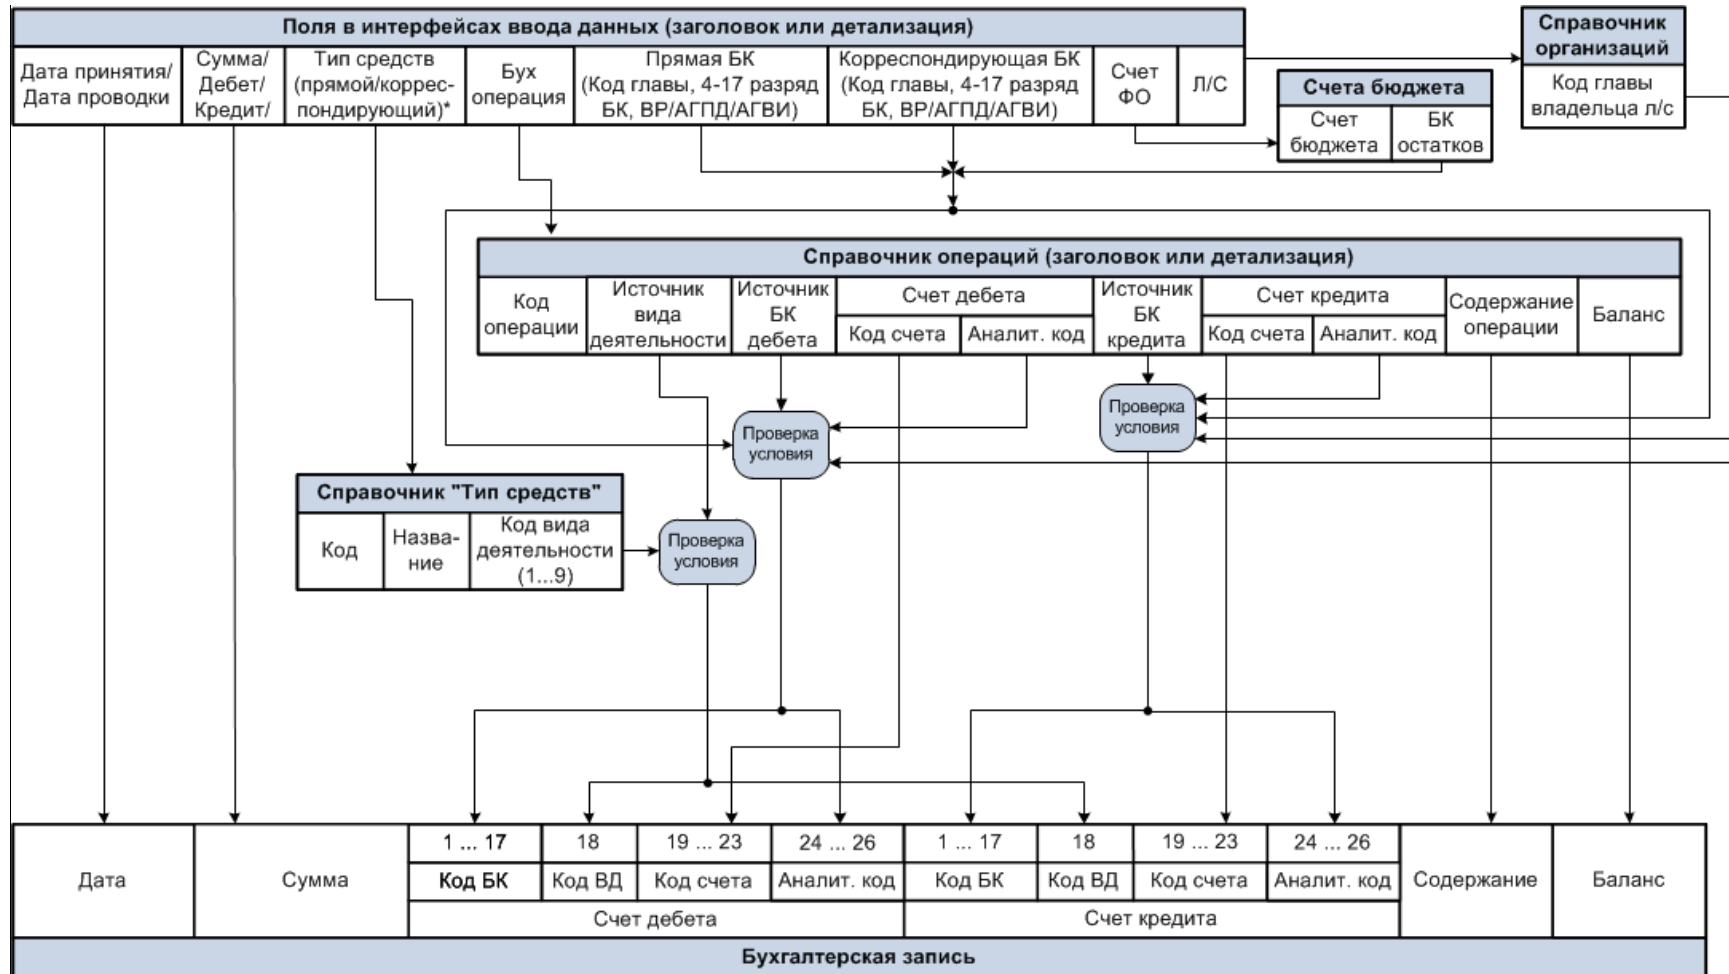 Поля в интерфейсах ввода данных (заголовок или детализация)
Дата принятия/
Дата проводки
Сумма/
Дебет/
Кредит/
Тип средств
(прямой/коррес-
пондирующий)*
Бух
операция
Прямая БК
(Код главы, 4-17 разряд
БК, ВР/АГПД/АГВИ)
Корреспондирующая БК
(Код главы, 4-17 разряд
БК, ВР/АГПД/АГВИ)
Счет
ФО
Л/С
Справочник
организаций
Код главы
владельца л/с
Счета бюджета
Счет
бюджета
БК
остатков
Справочник операций (заголовок или детализация)
Код
операции
Источник
вида
деятельности
Источник
БК
дебета
Счет дебета
Код счета
Аналит. код
Источник
БК
кредита
Счет кредита
Код счета
Аналит. код
Содержание
операции
Баланс
Проверка
условия
Проверка
условия
Справочник "Тип средств"
Код
Назва-
ние
Код вида
деятельности
(1...9)
Проверка
условия
Дата
Сумма
1 ... 17
18
19 ... 23
24 ... 26
1 ... 17
18
19 ... 23
24 ... 26
Код БК
Код ВД
Код счета
Аналит. код
Код БК
Код ВД
Код счета
Аналит. код
Счет дебета
Счет кредита
Содержание
Баланс
Бухгалтерская запись